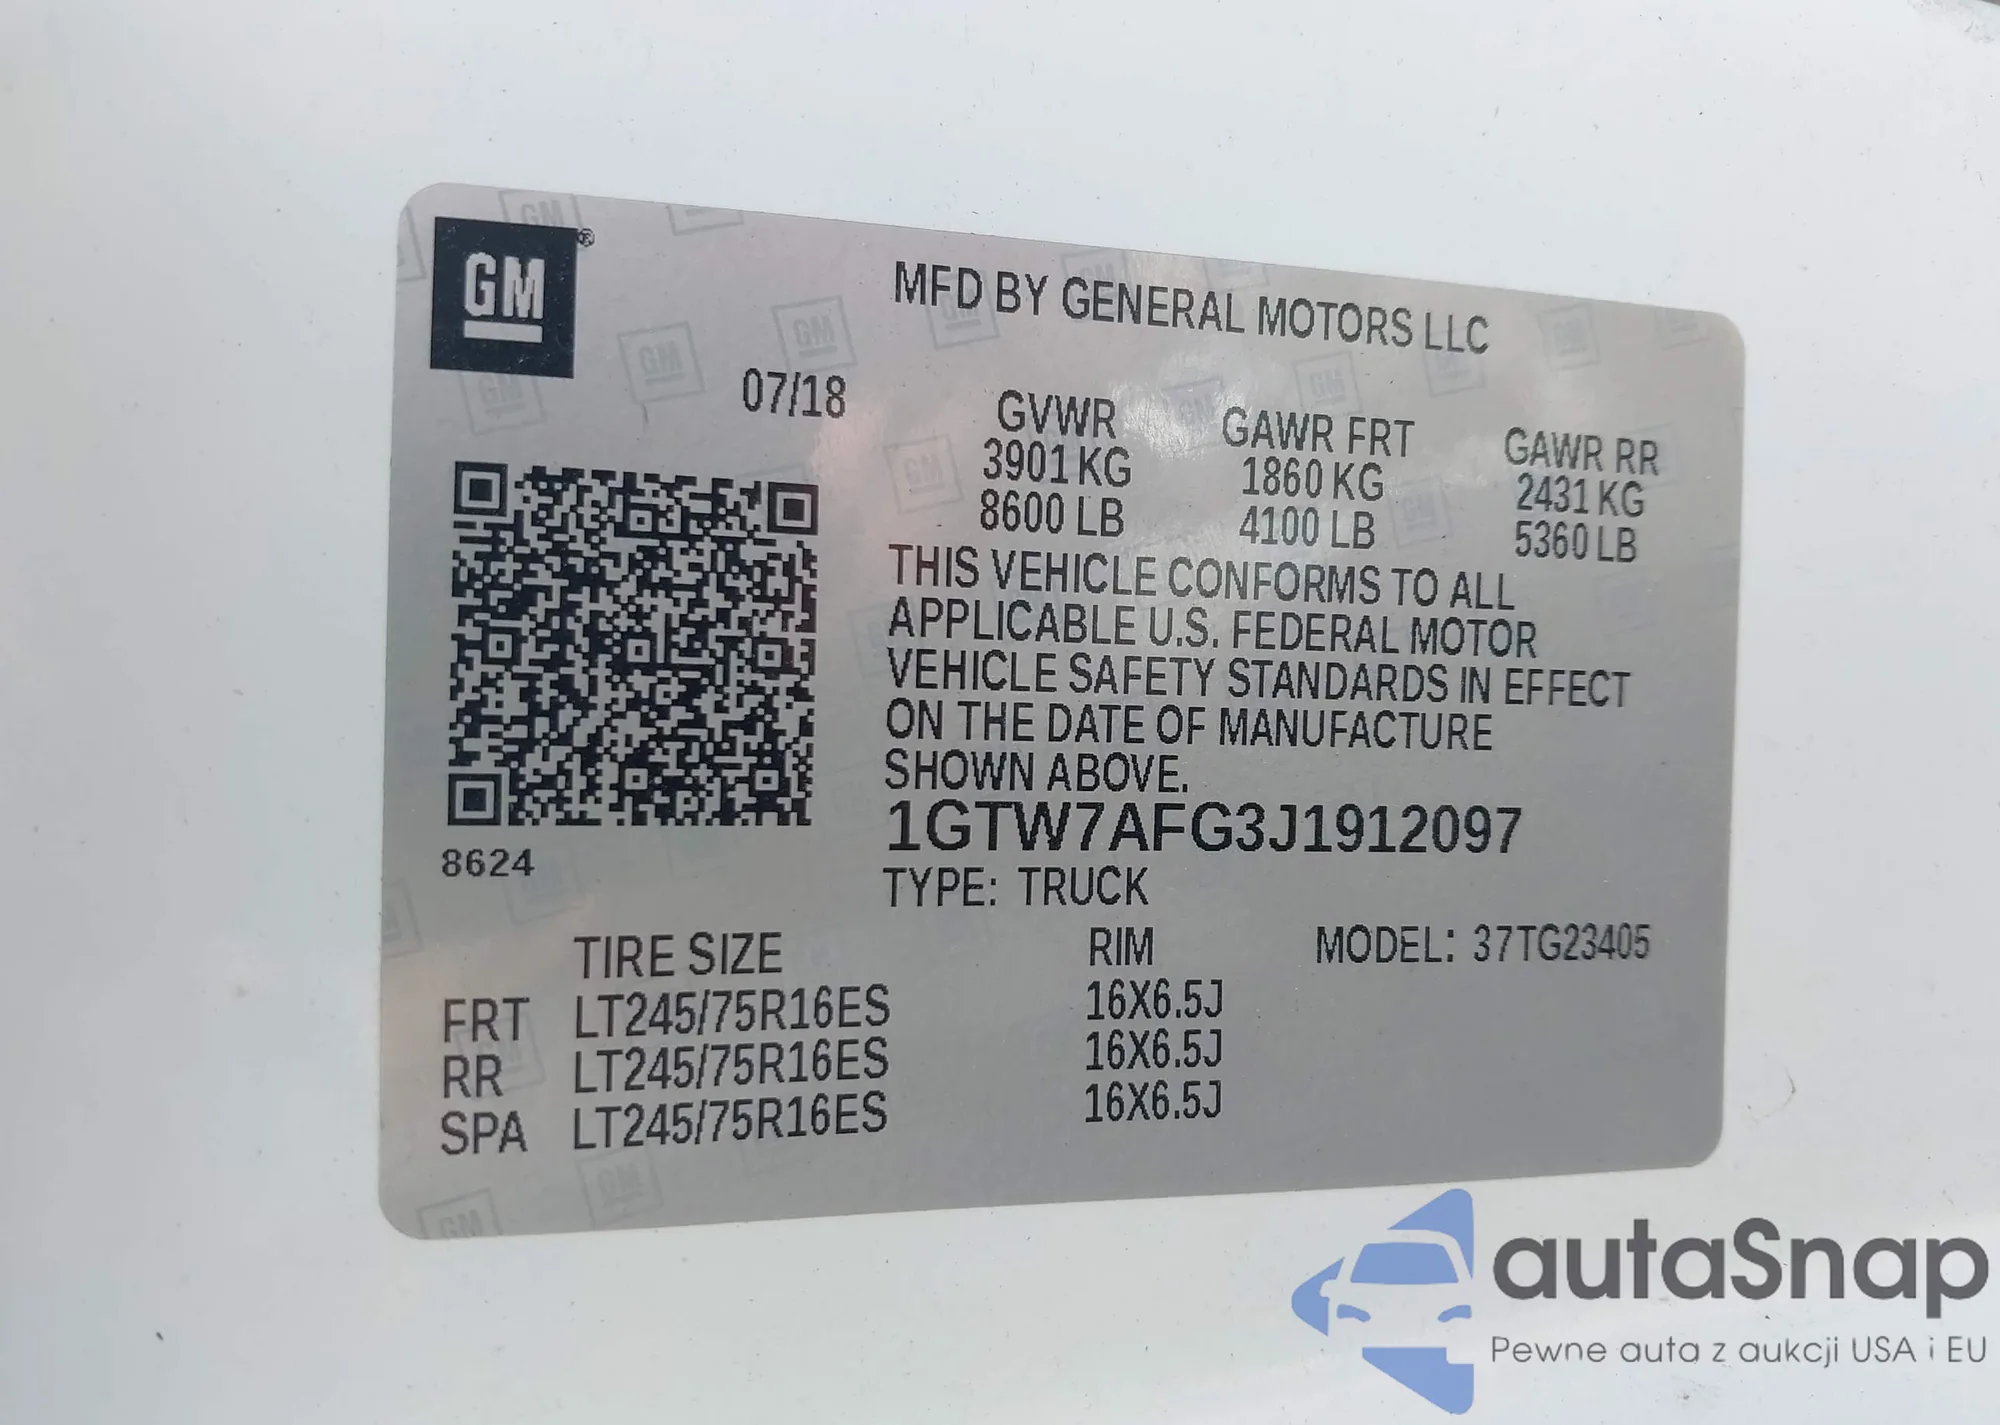 GM®
MFD BY GENERAL MOTORS LLC
07/18
GVWR GAWR FRT GAWR RR
3901 KG 1860 KG 2431 KG
8600 LB 4100 LB 5360 LB
THIS VEHICLE CONFORMS TO ALL
APPLICABLE U.S. FEDERAL MOTOR
VEHICLE SAFETY STANDARDS IN EFFECT
ON THE DATE OF MANUFACTURE
SHOWN ABOVE.
1GTW7AFG3J1912097
8624
TYPE: TRUCK
TIRE SIZE RIM MODEL: 37TG23405
FRT LT245/75R16ES 16X6.5J
RR LT245/75R16ES 16X6.5J
SPA LT245/75R16ES 16X6.5J
autaSnap
Pewne auta z aukcji USA i EU